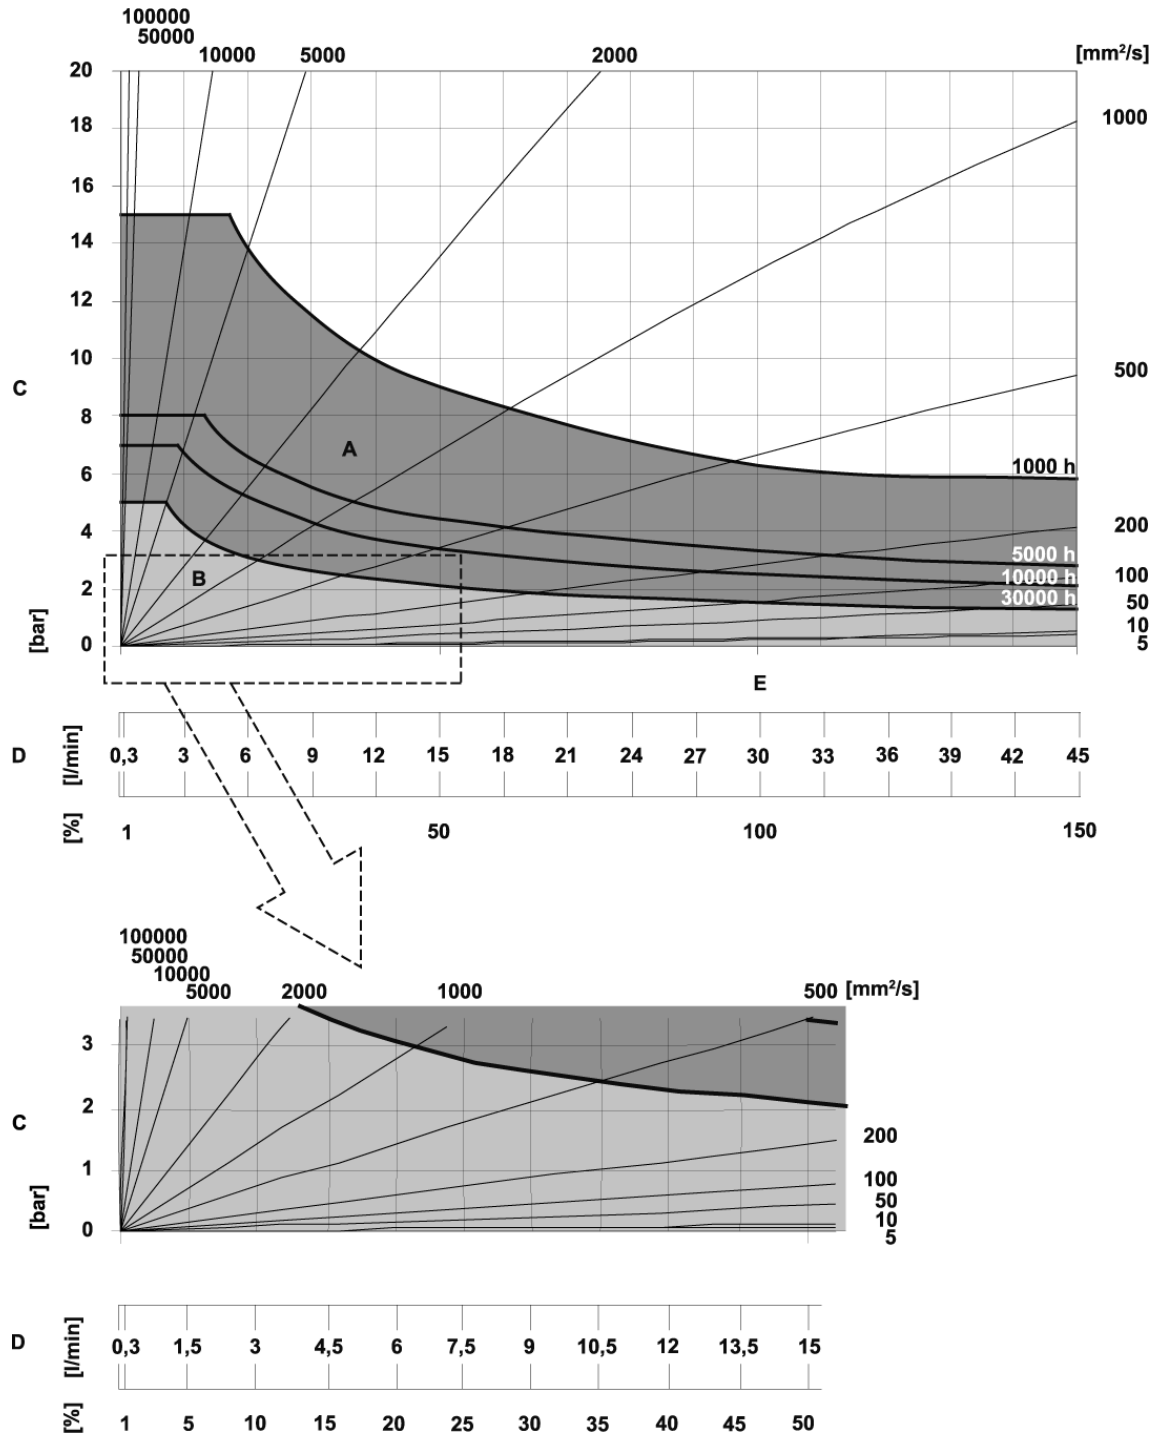 100000
50000
10000 5000 2000 [mm²/s]
20
18 1000
16
14
12
10
C 500
8
A
6 1000 h
200
4
5000 h
B 10000 h 100
2 30000 h 50
10
[bar] 0 5
E
D [l/min] 0,3 3 6 9 12 15 18 21 24 27 30 33 36 39 42 45
[%] 1 50 100 150
100000
50000
10000
5000 2000 1000 500 [mm²/s]
3
2
C 200
1 100
50
[bar] 0 10
5
D [l/min] 0,3 1,5 3 4,5 6 7,5 9 10,5 12 13,5 15
[%] 1 5 10 15 20 25 30 35 40 45 50